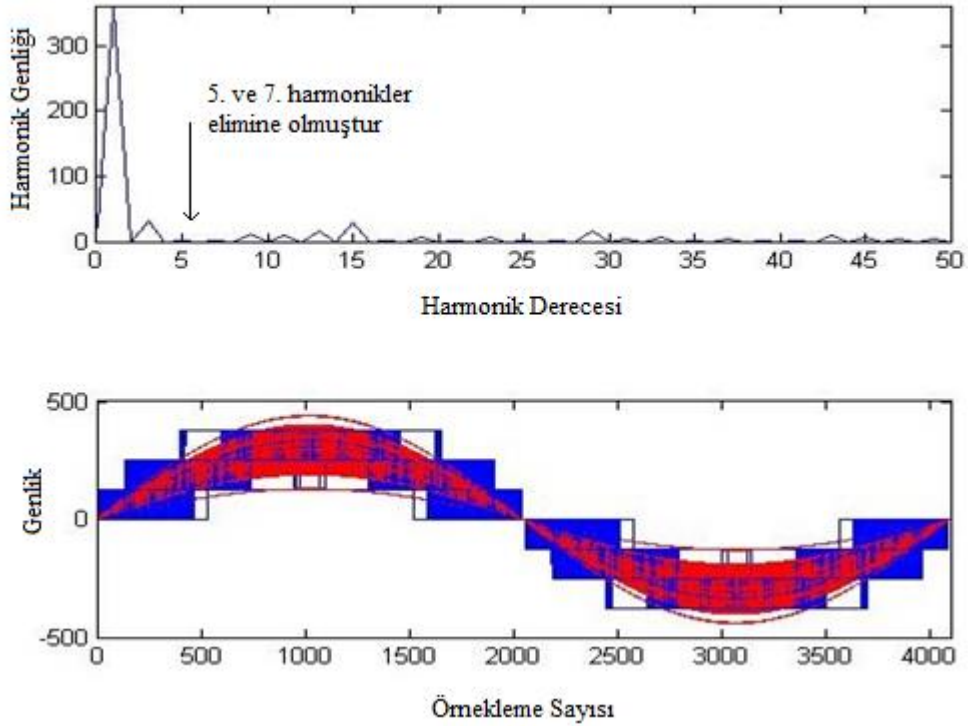 Harmonik Genliği
300
200
100
0
5. ve 7. harmonikler
elimine olmuştur
0 5 10 15 20 25 30 35 40 45 50
Harmonik Derecesi
Genlik
500
0
-500
0 500 1000 1500 2000 2500 3000 3500 4000
Örnekleme Sayısı